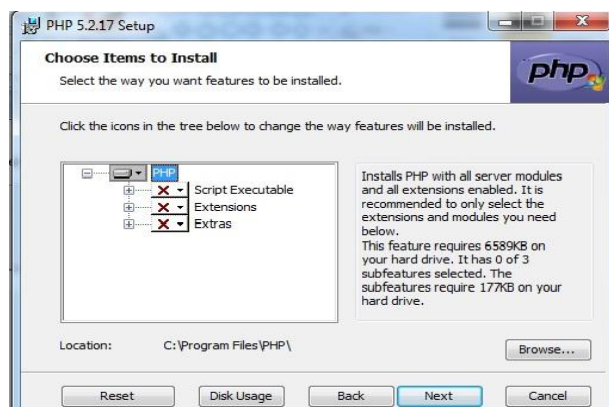 PHP 5.2.17 Setup
Choose Items to Install
Select the way you want features to be installed.
php
Click the icons in the tree below to change the way features will be installed.
PHP
Script Executable
Extensions
Extras
Installs PHP with all server modules
and all extensions enabled. It is
recommended to only select the
extensions and modules you need
below.
This feature requires 6589KB on
your hard drive. It has 0 of 3
subfeatures selected. The
subfeatures require 177KB on your
hard drive.
Location: C:\Program Files\PHP\
Browse...
Reset Disk Usage Back Next Cancel